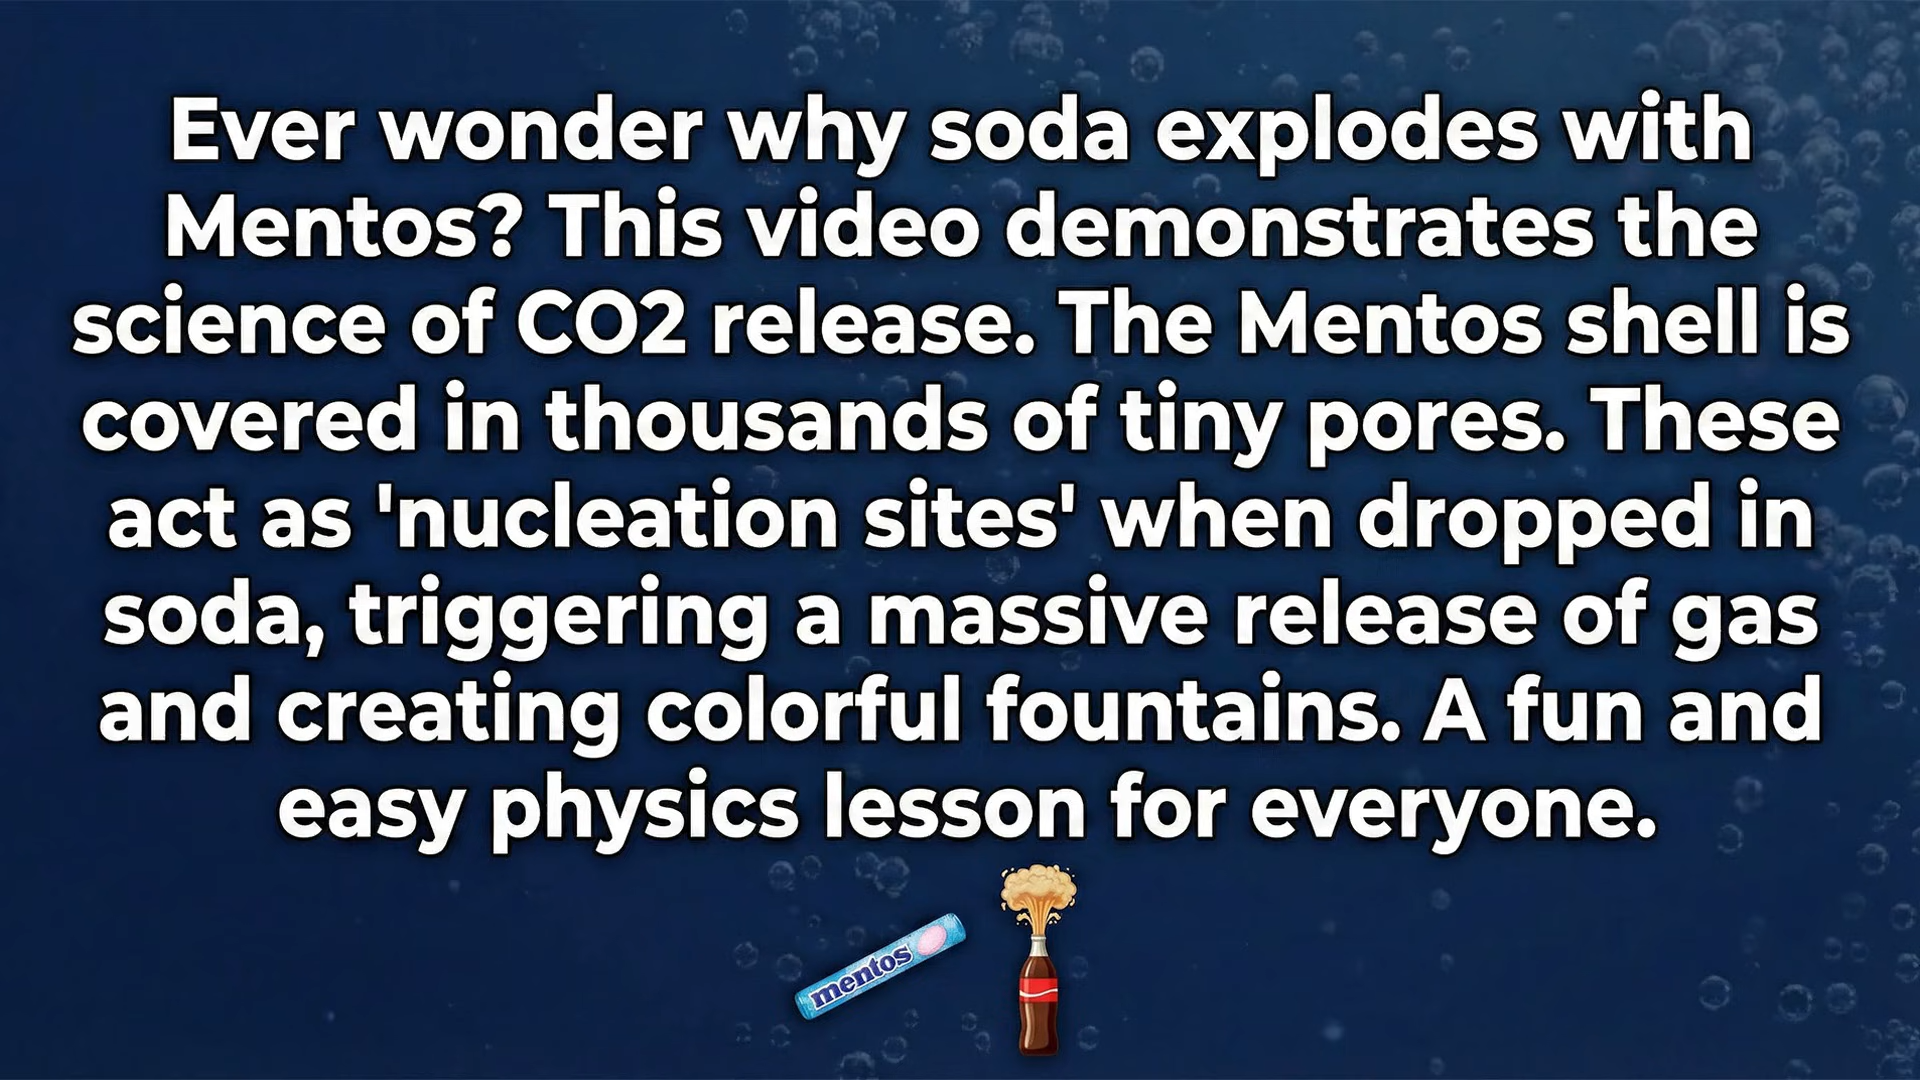 Ever wonder why soda explodes with
Mentos? This video demonstrates the
science of CO2 release. The Mentos shell is
covered in thousands of tiny pores. These
act as 'nucleation sites' when dropped in
soda, triggering a massive release of gas
and creating colorful fountains. A fun and
easy physics lesson for everyone.
mentos